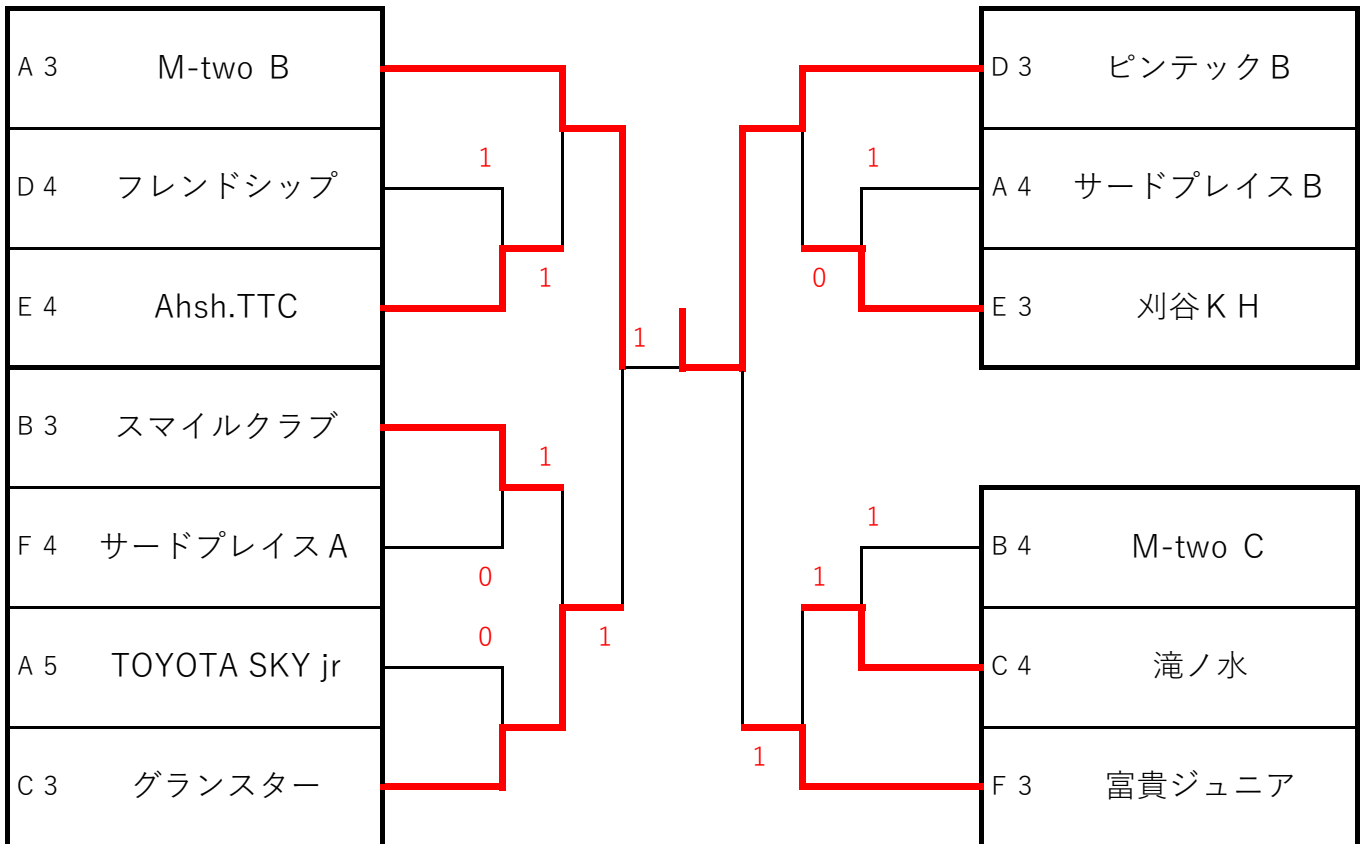 A 3 M-two B
D 4 フレンドシップ
E 4 Ahsh.TTC
B 3 スマイルクラブ
F 4 サードプレイスA
A 5 TOYOTA SKY jr
C 3 グランスター
1
1
1
0
0
1
1
D 3 ピンテックB
A 4 サードプレイスB
E 3 刈谷KH
B 4 M-two C
C 4 滝ノ水
F 3 富貴ジュニア
1
0
1
1
1